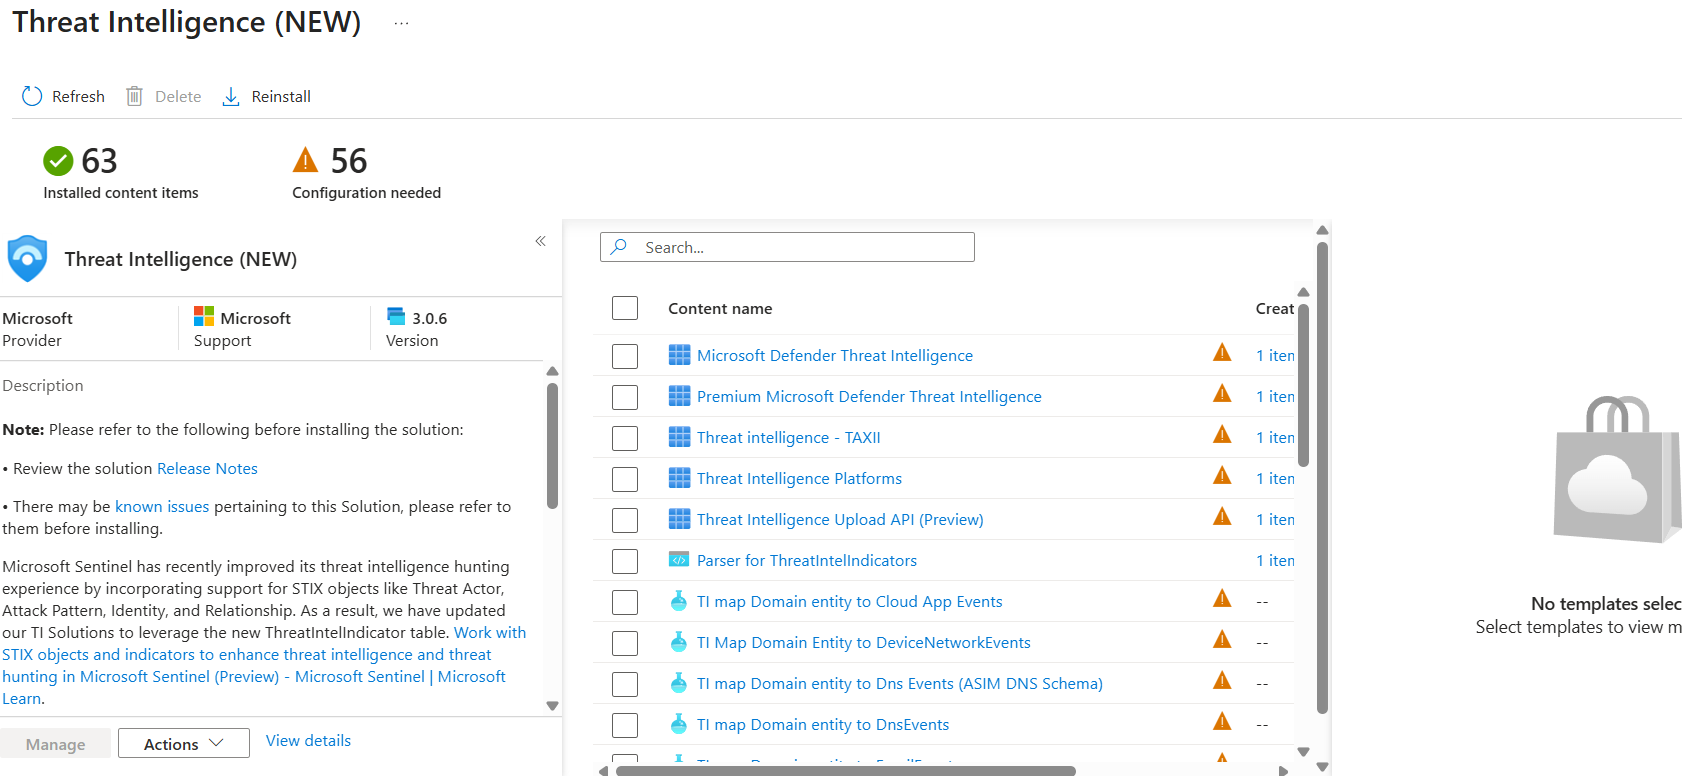 Threat Intelligence (NEW) ...
Refresh Delete Reinstall
63 56
Installed content items Configuration needed
Threat Intelligence (NEW)
Microsoft
Provider
Microsoft
Support
3.0.6
Version
Description
Note: Please refer to the following before installing the solution:
• Review the solution Release Notes
• There may be known issues pertaining to this Solution, please refer to
them before installing.
Microsoft Sentinel has recently improved its threat intelligence hunting
experience by incorporating support for STIX objects like Threat Actor,
Attack Pattern, Identity, and Relationship. As a result, we have updated
our TI Solutions to leverage the new ThreatIntelIndicator table. Work with
STIX objects and indicators to enhance threat intelligence and threat
hunting in Microsoft Sentinel (Preview) - Microsoft Sentinel | Microsoft
Learn.
Manage Actions View details
Search...
Content name Creat
Microsoft Defender Threat Intelligence 1 iten
Premium Microsoft Defender Threat Intelligence 1 iten
Threat intelligence - TAXII 1 iten
Threat Intelligence Platforms 1 iten
Threat Intelligence Upload API (Preview) 1 iten
Parser for ThreatIntelIndicators 1 iten
TI map Domain entity to Cloud App Events --
TI Map Domain Entity to DeviceNetworkEvents --
TI map Domain entity to Dns Events (ASIM DNS Schema) --
TI map Domain entity to DnsEvents --
No templates selec
Select templates to view m